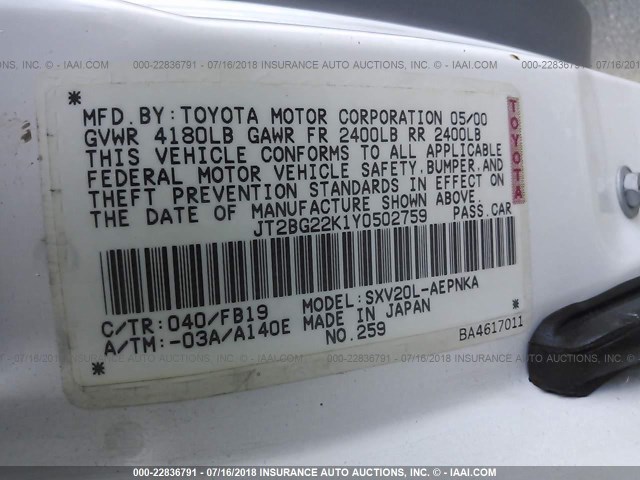 000-22836791 - 07/16/2018 INSURANCE AUTO AUCTIONS - © - IAAI.COM
* MFD. BY: TOYOTA MOTOR CORPORATION 05/00
GVWR 4180LB GAWR FR 2400LB RR 2400LB
THIS VEHICLE CONFORMS TO ALL APPLICABLE
FEDERAL MOTOR VEHICLE SAFETY, BUMPER, AND
THEFT PREVENTION STANDARDS IN EFFECT ON
THE DATE OF MANUFACTURE SHOWN ABOVE.
JT2BG22K1Y0502759 PASS. CAR
TOYOTA
C/TR: 040/FB19 MODEL: SXV20L-AEPNKA
A/TM: -03A/A140E MADE IN JAPAN
* NO. 259 BA4617011
000-22836791 - 07/16/2018 INSURANCE AUTO AUCTIONS - © - IAAI.COM